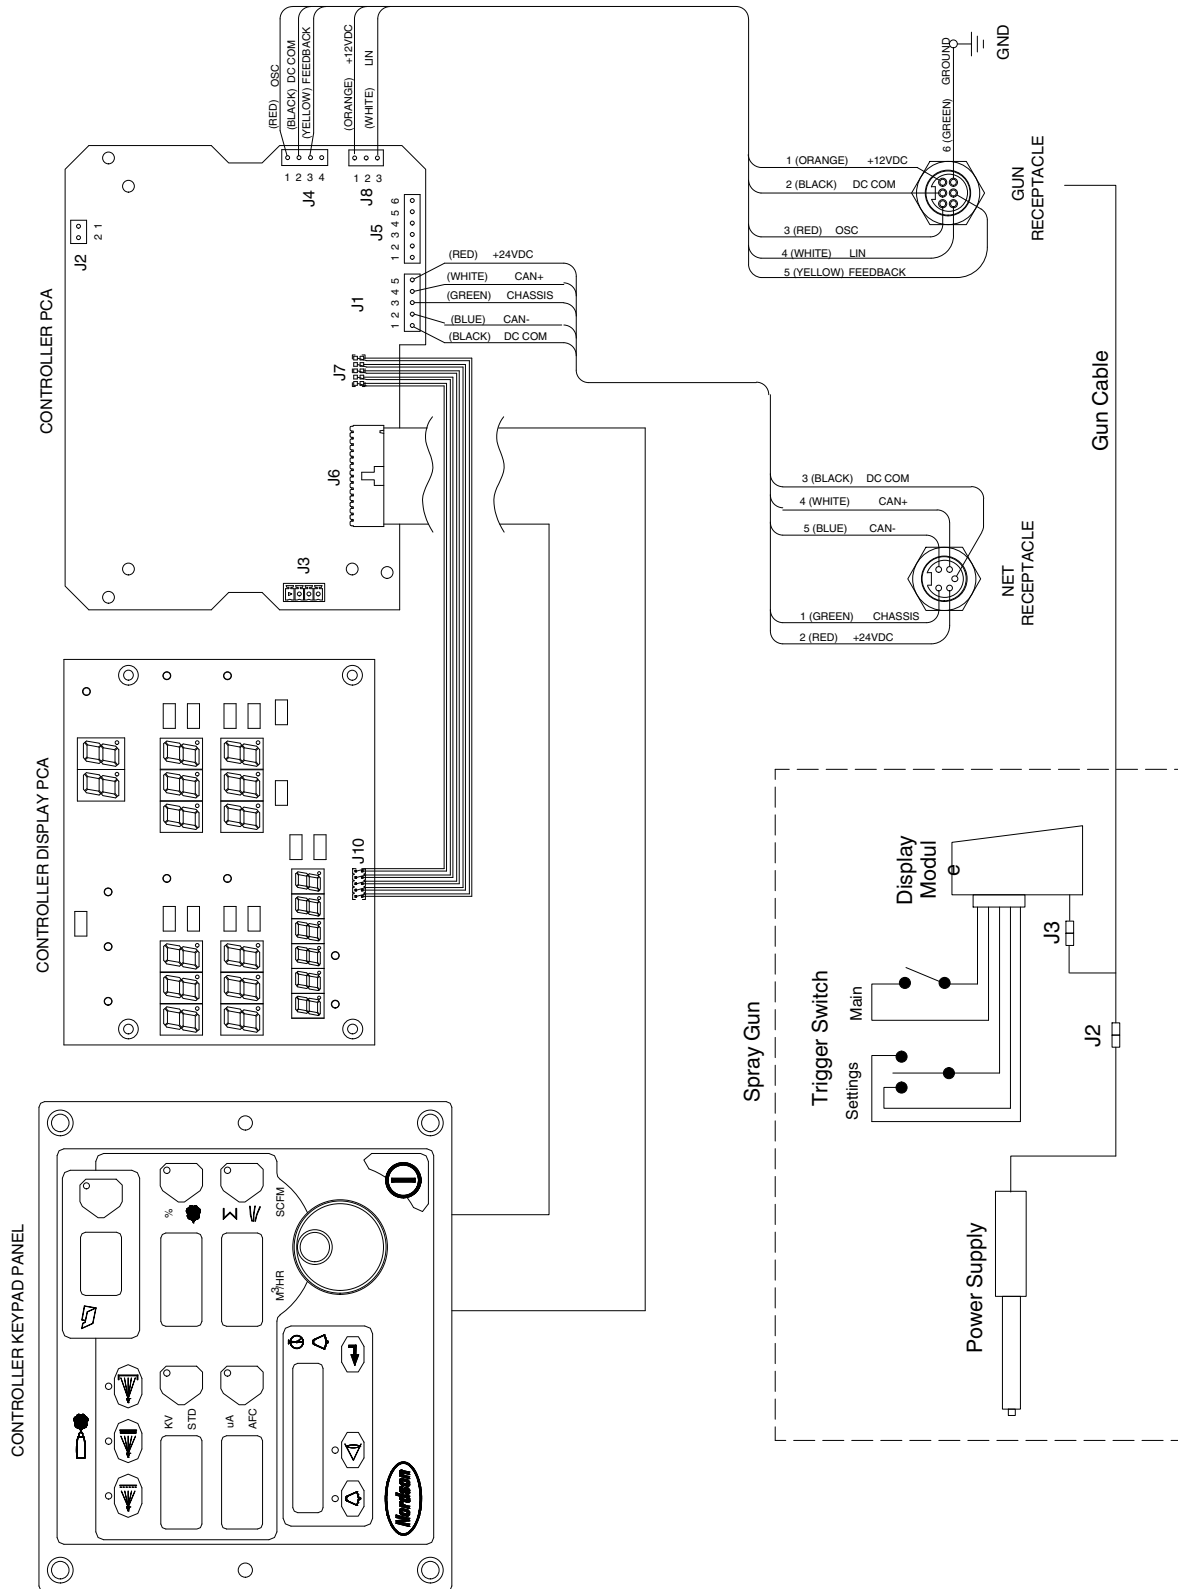 CONTROLLER PCA
J2
2 1
(RED) OSC
(BLACK) DC COM
(YELLOW) FEEDBACK
(ORANGE) +12VDC
(WHITE) LIN
1 2 3 4
J4
1 2 3
J8
J5
1 2 3 4 5 6
J1
1 2 3 4 5
(RED) +24VDC
(WHITE) CAN+
(GREEN) CHASSIS
(BLUE) CAN-
(BLACK) DC COM
J7
J6
J3
6 (GREEN) GROUND
GND
1 (ORANGE) +12VDC
2 (BLACK) DC COM
3 (RED) OSC
4 (WHITE) LIN
5 (YELLOW) FEEDBACK
GUN
RECEPTACLE
3 (BLACK) DC COM
4 (WHITE) CAN+
5 (BLUE) CAN-
1 (GREEN) CHASSIS
2 (RED) +24VDC
NET
RECEPTACLE
Gun Cable
CONTROLLER DISPLAY PCA
J10
CONTROLLER KEYPAD PANEL
%
SCFM
M³/HR
KV
STD
uA
AFC
Nordson
Spray Gun
Trigger Switch
Main
Settings
Display
Modul
e
J3
J2
Power Supply